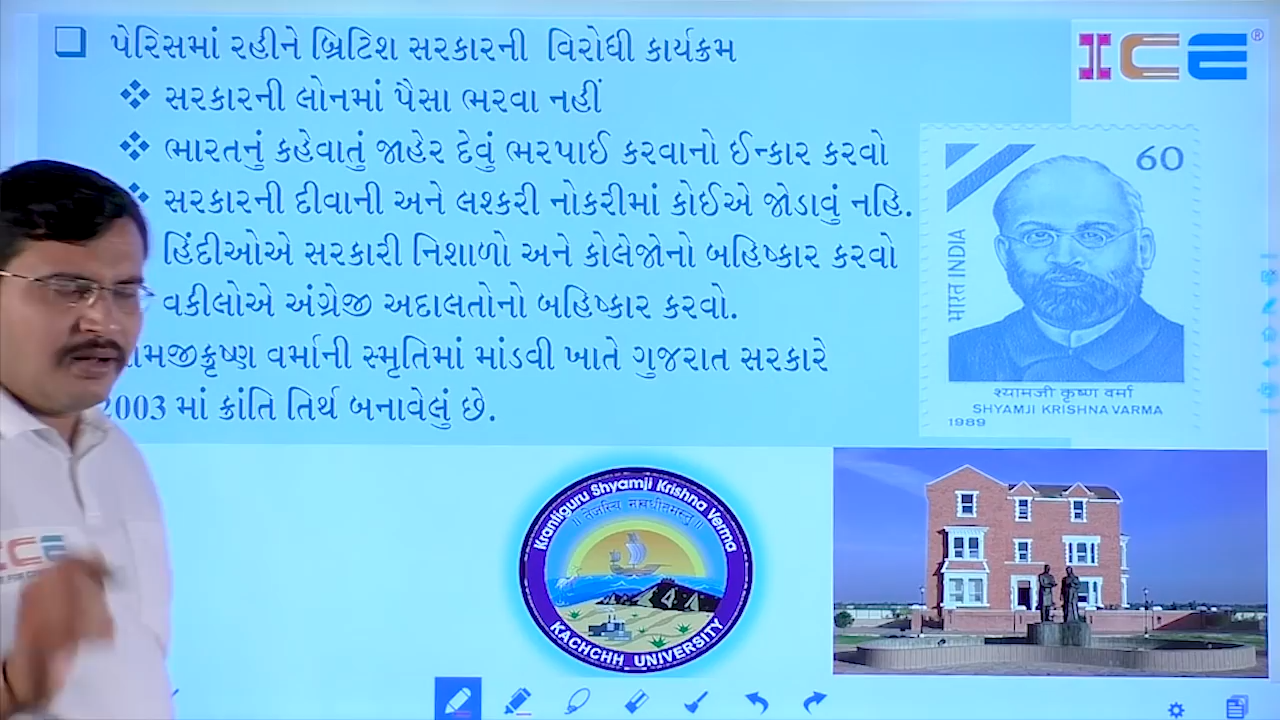 પેરિસમાં રહીને બ્રિટિશ સરકારની વિરોધી કાર્યક્રમ
સરકારની લોનમાં પૈસા ભરવા નહીં
ભારતનું કહેવાતું જાહેર દેવું ભરપાઈ કરવાનો ઈન્કાર કરવો
સરકારની દીવાની અને લશ્કરી નોકરીમાં કોઈએ જોડાવું નહિ.
હિંદીઓએ સરકારી નિશાળો અને કોલેજોનો બહિષ્કાર કરવો
વકીલોએ અંગ્રેજી અદાલતોનો બહિષ્કાર કરવો.
ામજીકૃષ્ણ વર્માની સ્મૃતિમાં માંડવી ખાતે ગુજરાત સરકારે
2003 માં ક્રાંતિ તિર્થ બનાવેલું છે.
ICE®
60
भारत INDIA
श्यामजी कृष्ण वर्मा
SHYAMJI KRISHNA VARMA
1989
Krantiguru Shyamji Krishna Verma
KACHCHH UNIVERSITY
ICE